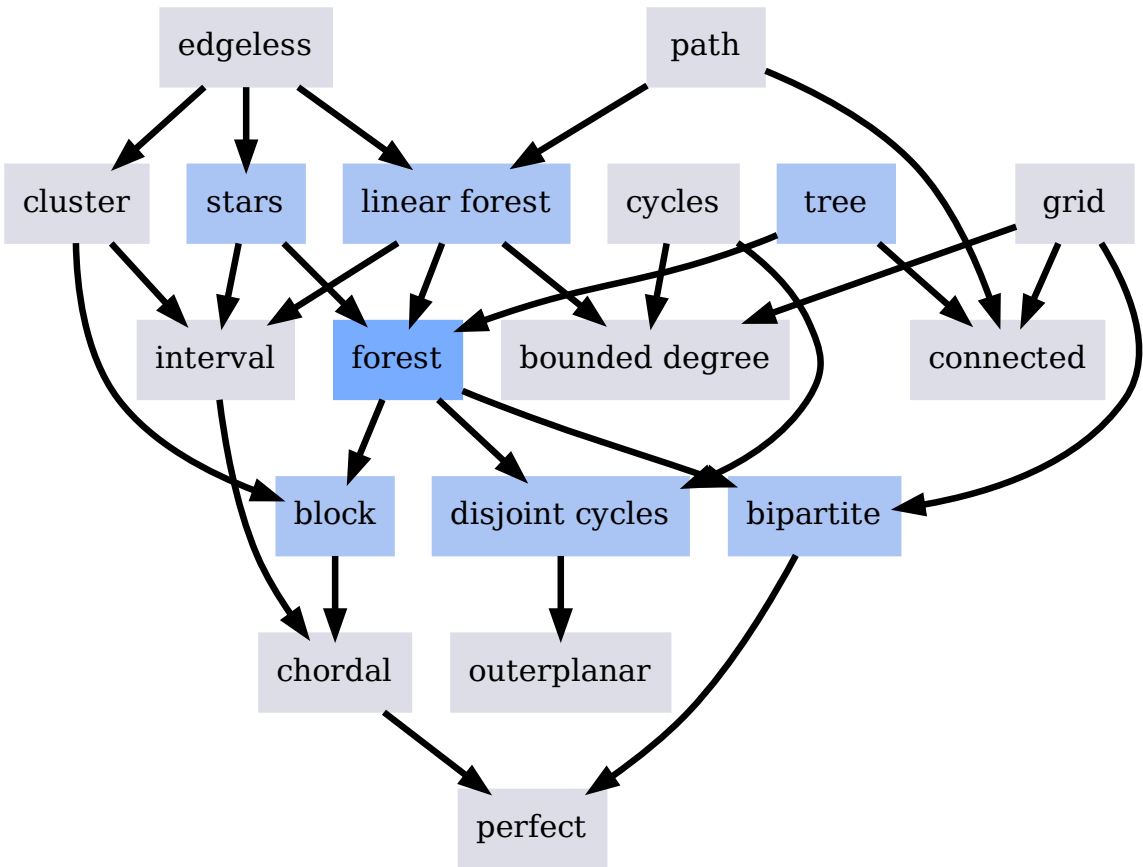 edgeless
path
cluster
stars
linear forest
cycles
tree
grid
interval
forest
bounded degree
connected
block
disjoint cycles
bipartite
chordal
outerplanar
perfect